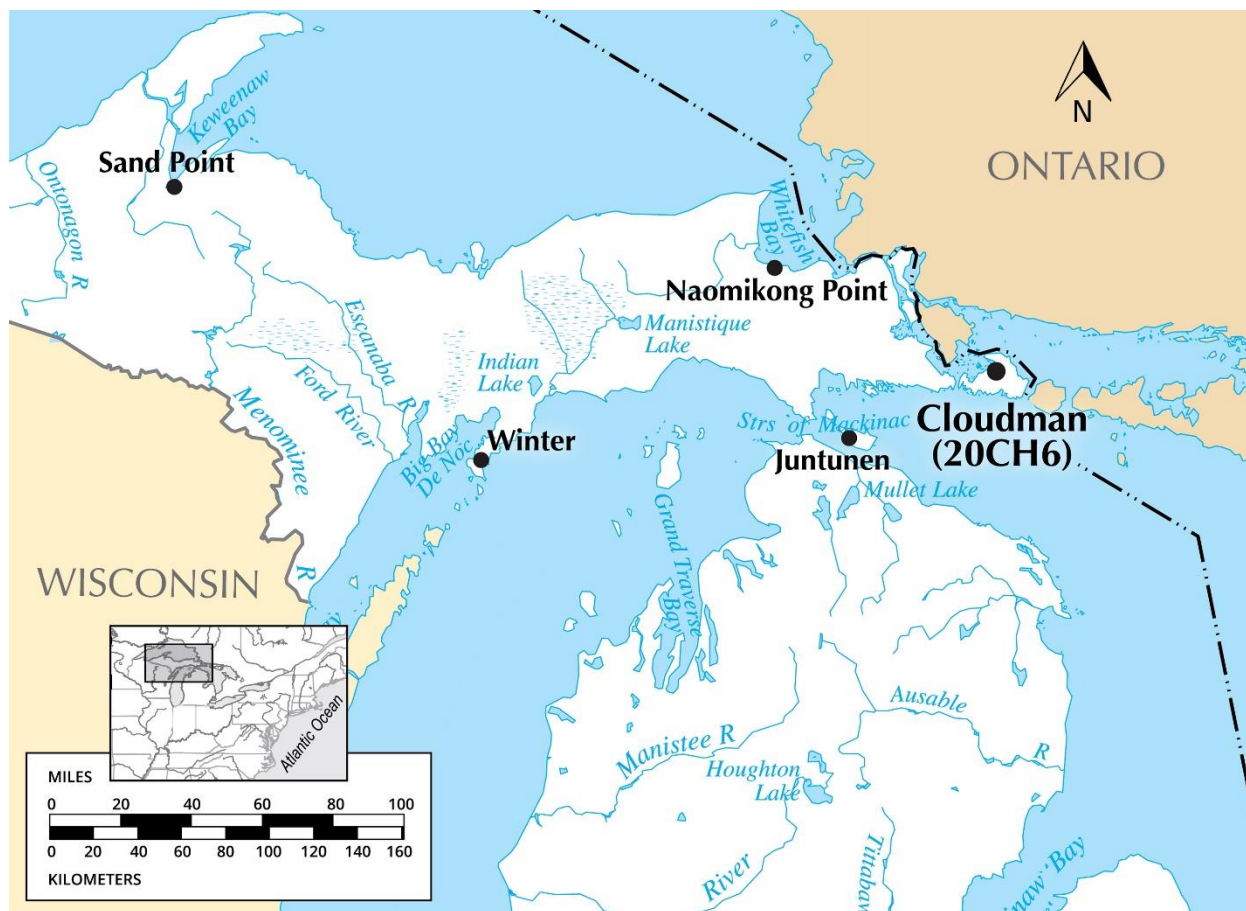 Keweenaw
Bay
Sand Point
Ontonagon R
N
ONTARIO
Whitefish
Bay
Naomikong Point
Manistique
Lake
Escanaba R
Indian
Lake
Ford River
Menominee
R
Big Bay
De Noc
Winter
Strs of Mackinac
Juntunen
Cloudman
(20CH6)
Mullet Lake
Grand Traverse
Bay
WISCONSIN
Atlantic Ocean
Manistee R
Ausable
R
Houghton
Lake
River
Tittabaw
inaw Bay
MILES
0 20 40 60 80 100
0 20 40 60 80 100 120 140 160
KILOMETERS